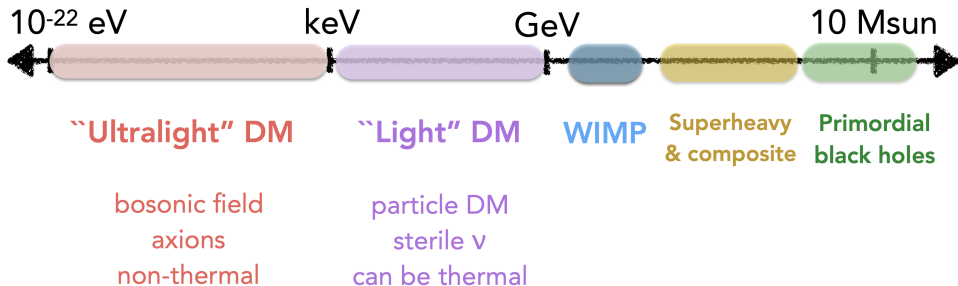 10-22 eV keV GeV 10 Msun
``Ultralight” DM
``Light” DM
WIMP
Superheavy
& composite
Primordial
black holes
bosonic field
axions
non-thermal
particle DM
sterile ν
can be thermal